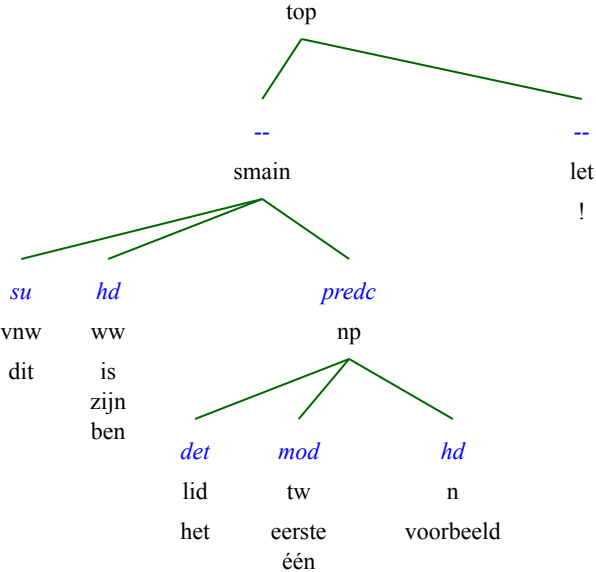 top
-- --
smain let
!
su hd predc
vnw ww np
dit is
zijn
ben
det mod hd
lid tw n
het eerste voorbeeld
één